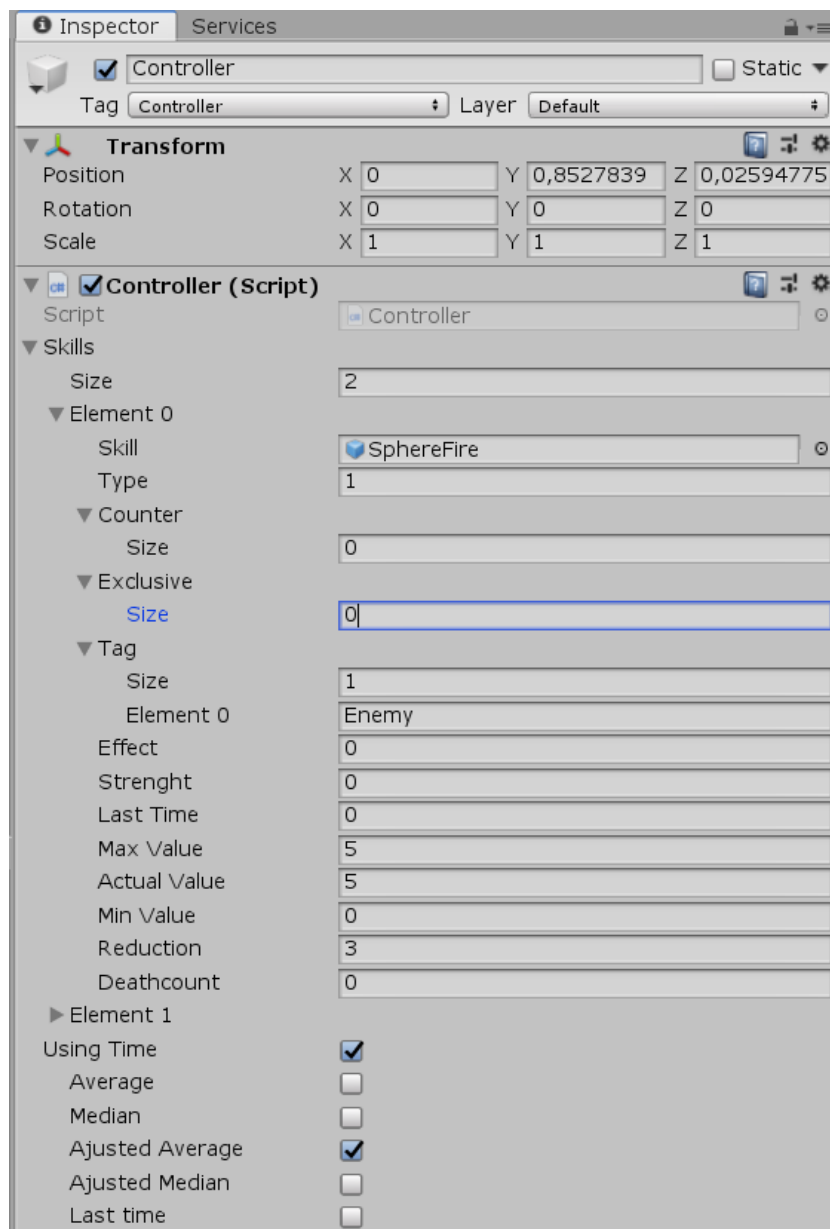 Inspector Services
Controller Static
Tag Controller Layer Default
Transform
Position X 0 Y 0,8527839 Z 0,02594775
Rotation X 0 Y 0 Z 0
Scale X 1 Y 1 Z 1
c# Controller (Script)
Script c# Controller
Skills
Size 2
Element 0
Skill SphereFire
Type 1
Counter
Size 0
Exclusive
Size 0
Tag
Size 1
Element 0 Enemy
Effect 0
Strenght 0
Last Time 0
Max Value 5
Actual Value 5
Min Value 0
Reduction 3
Deathcount 0
Element 1
Using Time
Average
Median
Ajusted Average
Ajusted Median
Last time